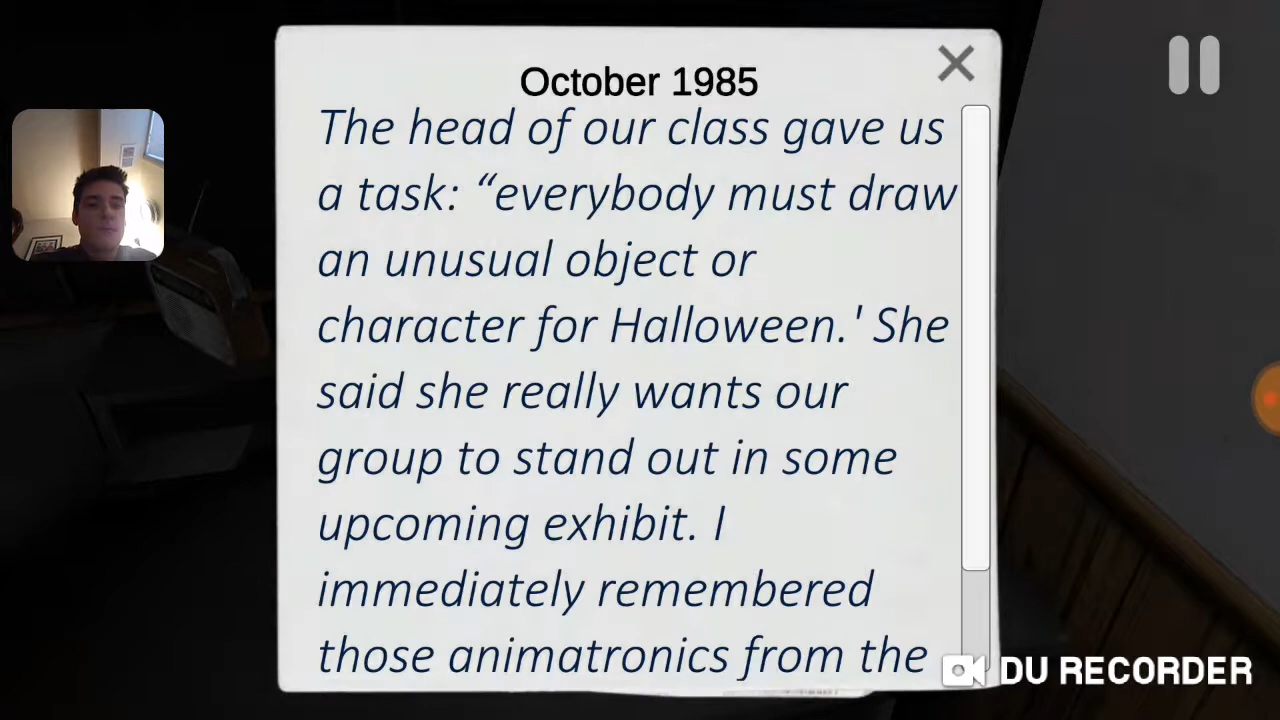 October 1985
The head of our class gave us
a task: “everybody must draw
an unusual object or
character for Halloween.' She
said she really wants our
group to stand out in some
upcoming exhibit. I
immediately remembered
those animatronics from the
DU RECORDER